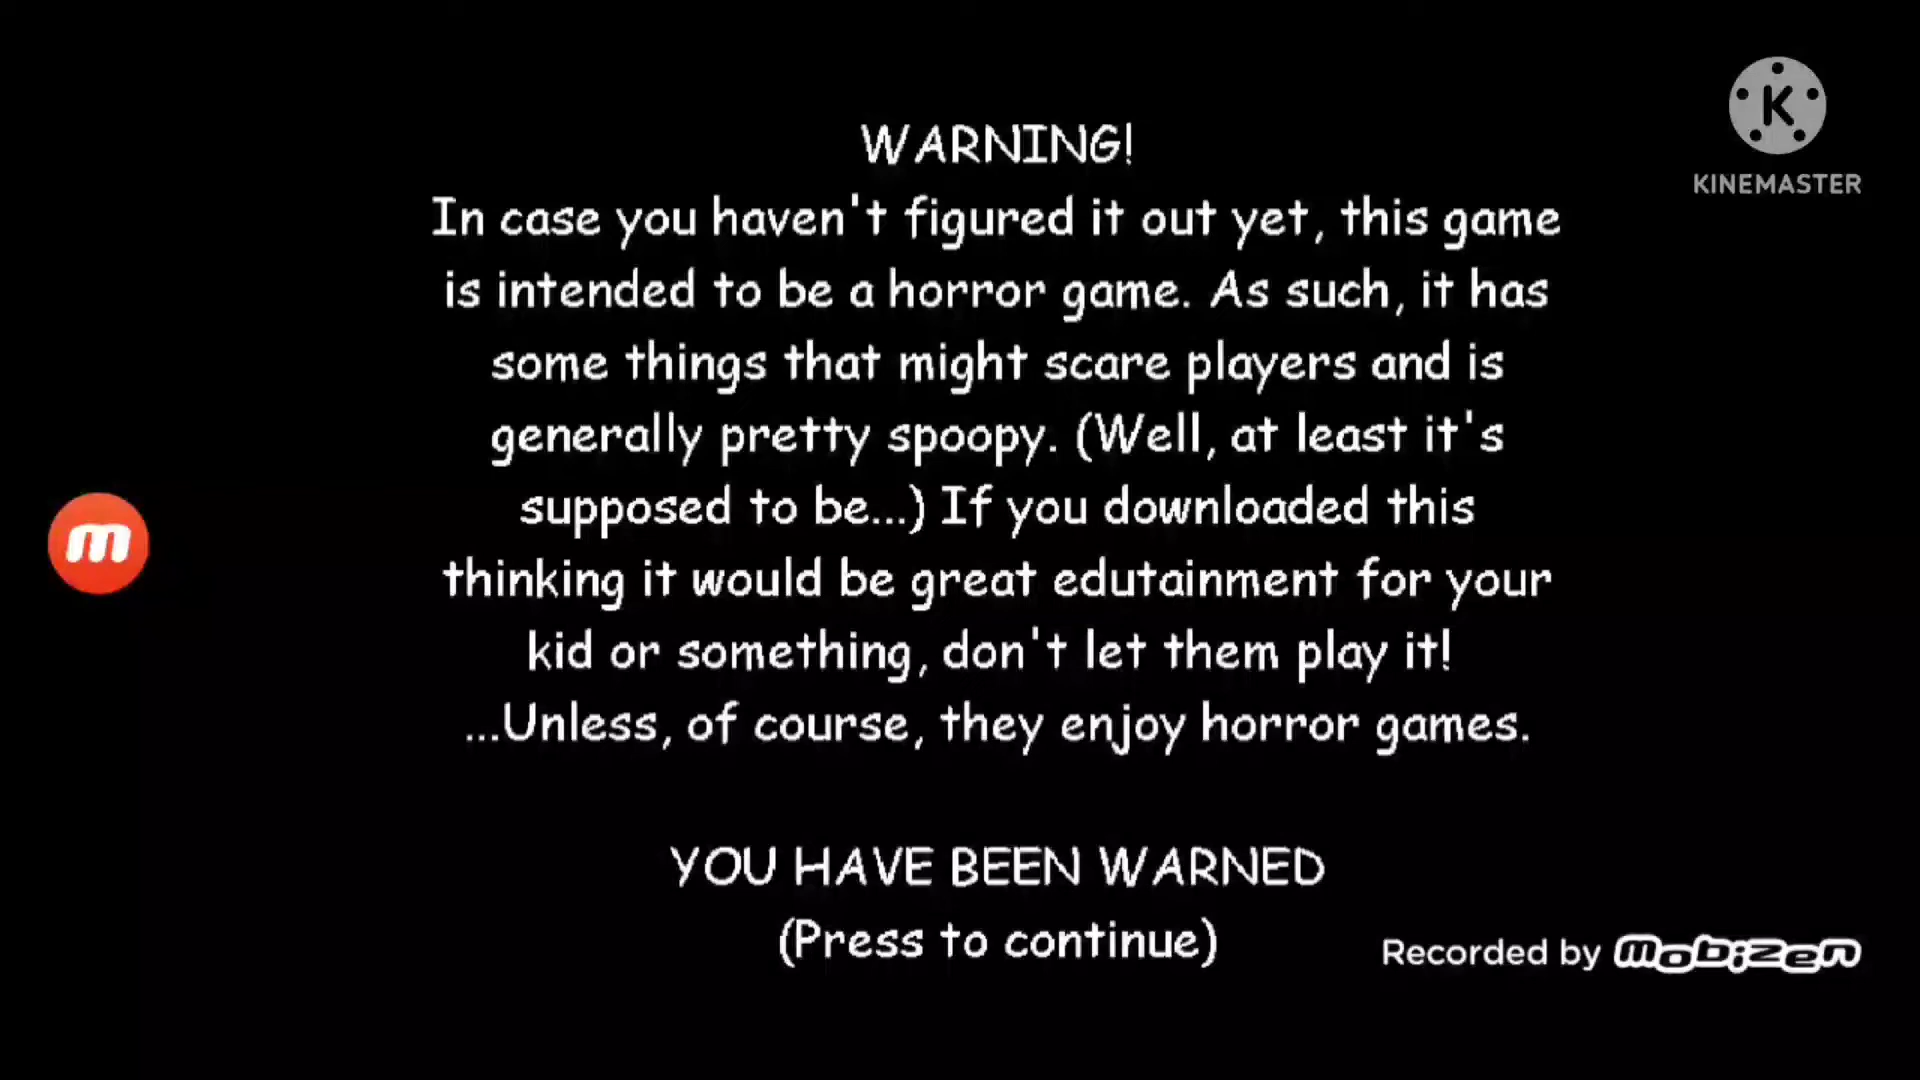 WARNING!
In case you haven't figured it out yet, this game
is intended to be a horror game. As such, it has
some things that might scare players and is
generally pretty spoopy. (Well, at least it's
supposed to be...) If you downloaded this
thinking it would be great edutainment for your
kid or something, don't let them play it!
...Unless, of course, they enjoy horror games.
YOU HAVE BEEN WARNED
(Press to continue)
K
KINEMASTER
m
Recorded by mobizen